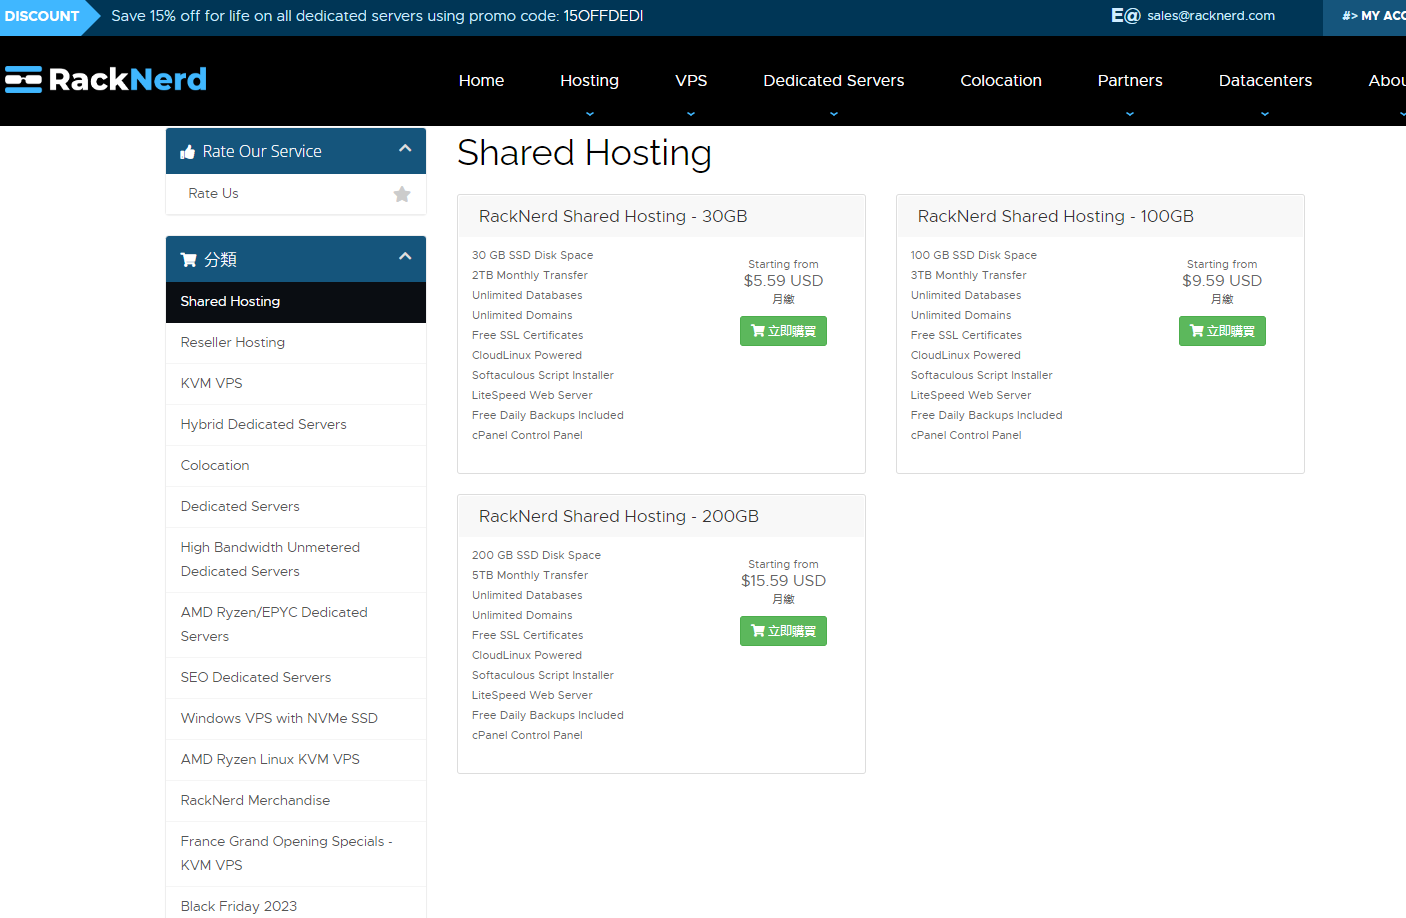 DISCOUNT
Save 15% off for life on all dedicated servers using promo code: 15OFFDEDI
E@ sales@racknerd.com
#> MY ACC
RackNerd
Home
Hosting
VPS
Dedicated Servers
Colocation
Partners
Datacenters
Abou
Rate Our Service
Rate Us
分類
Shared Hosting
Reseller Hosting
KVM VPS
Hybrid Dedicated Servers
Colocation
Dedicated Servers
High Bandwidth Unmetered
Dedicated Servers
AMD Ryzen/EPYC Dedicated
Servers
SEO Dedicated Servers
Windows VPS with NVMe SSD
AMD Ryzen Linux KVM VPS
RackNerd Merchandise
France Grand Opening Specials -
KVM VPS
Black Friday 2023
Shared Hosting
RackNerd Shared Hosting - 30GB
30 GB SSD Disk Space
2TB Monthly Transfer
Unlimited Databases
Unlimited Domains
Free SSL Certificates
CloudLinux Powered
Softaculous Script Installer
LiteSpeed Web Server
Free Daily Backups Included
cPanel Control Panel
Starting from
$5.59 USD
月繳
立即購買
RackNerd Shared Hosting - 100GB
100 GB SSD Disk Space
3TB Monthly Transfer
Unlimited Databases
Unlimited Domains
Free SSL Certificates
CloudLinux Powered
Softaculous Script Installer
LiteSpeed Web Server
Free Daily Backups Included
cPanel Control Panel
Starting from
$9.59 USD
月繳
立即購買
RackNerd Shared Hosting - 200GB
200 GB SSD Disk Space
5TB Monthly Transfer
Unlimited Databases
Unlimited Domains
Free SSL Certificates
CloudLinux Powered
Softaculous Script Installer
LiteSpeed Web Server
Free Daily Backups Included
cPanel Control Panel
Starting from
$15.59 USD
月繳
立即購買